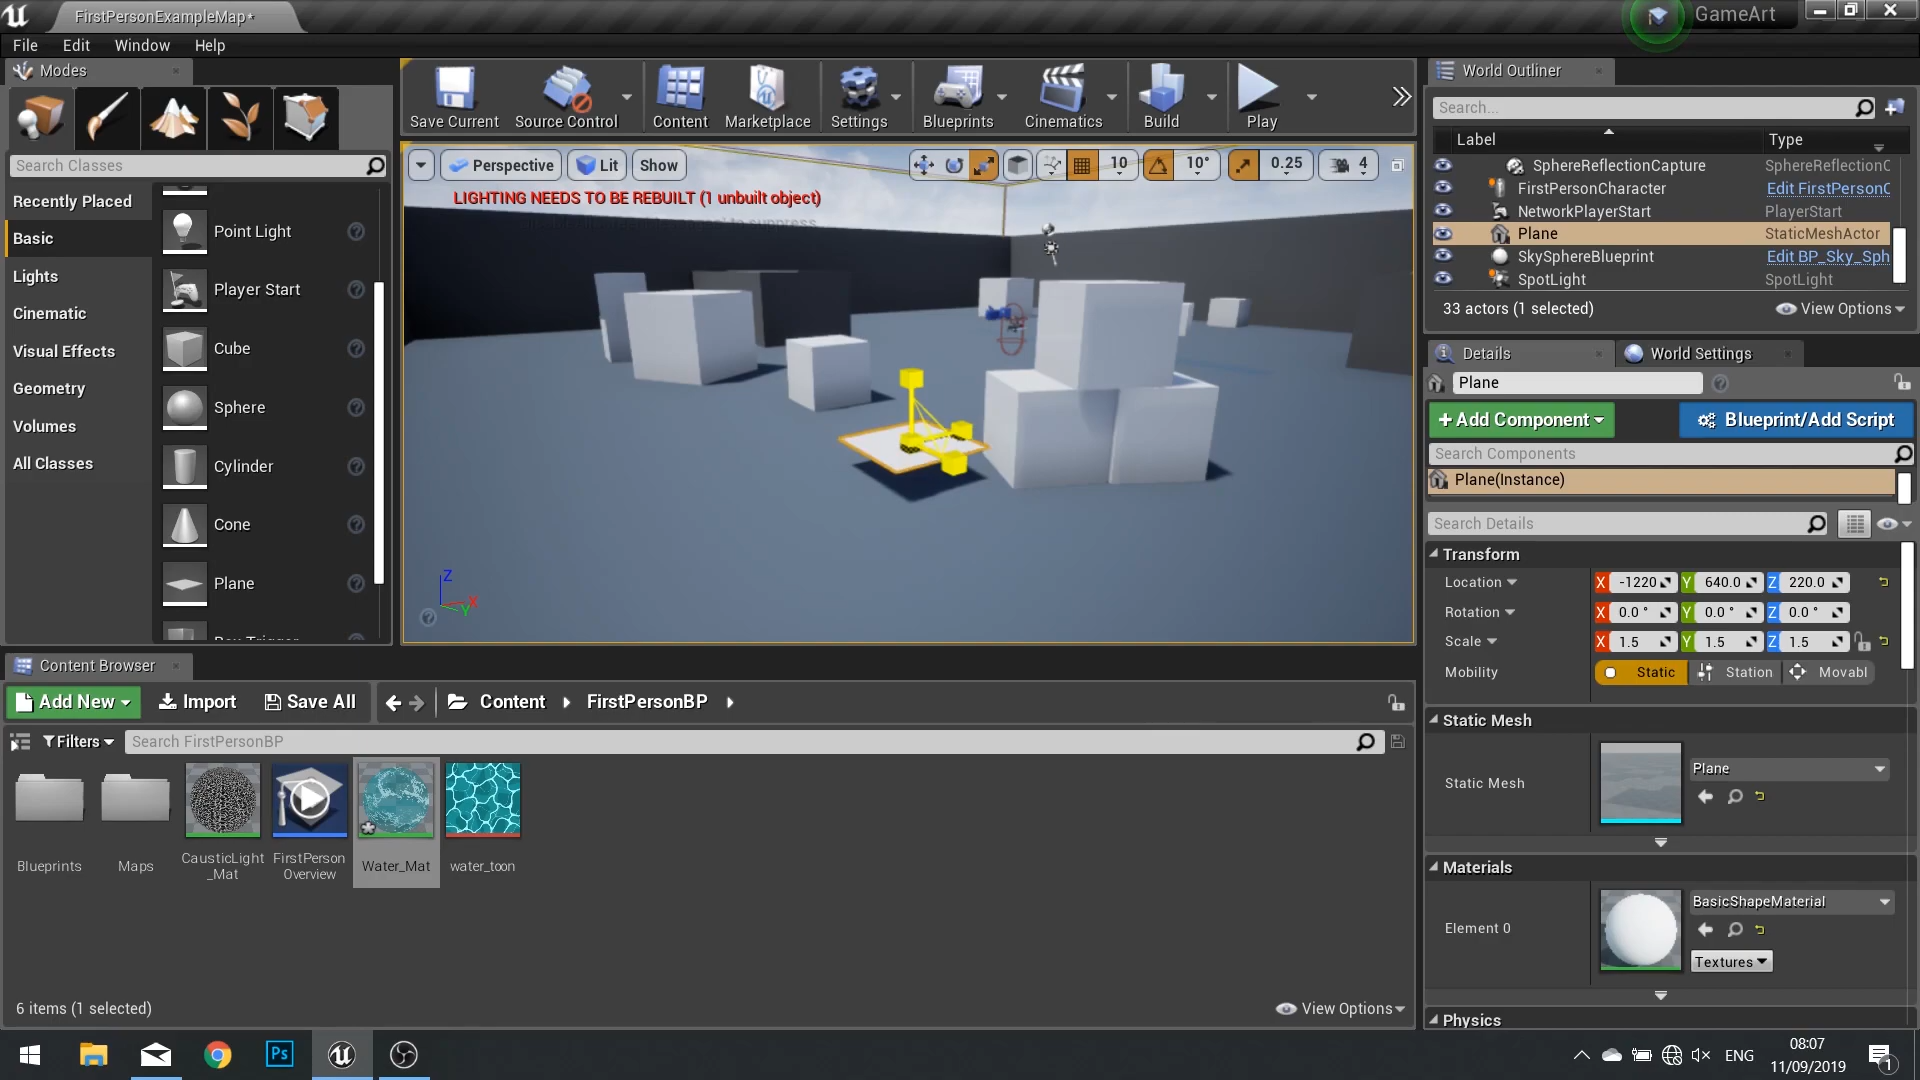 FirstPersonExampleMap*
GameArt
File Edit Window Help
Modes
Search Classes
Recently Placed
Basic
Lights
Cinematic
Visual Effects
Geometry
Volumes
All Classes
Point Light
Player Start
Cube
Sphere
Cylinder
Cone
Plane
Save Current
Source Control
Content
Marketplace
Settings
Blueprints
Cinematics
Build
Play
Perspective
Lit
Show
10
10°
0.25
4
LIGHTING NEEDS TO BE REBUILT (1 unbuilt object)
to suppress
Z
X
Y
World Outliner
Search...
Label Type
SphereReflectionCapture SphereReflectionC
FirstPersonCharacter Edit FirstPersonC
NetworkPlayerStart PlayerStart
Plane StaticMeshActor
SkySphereBlueprint Edit BP_Sky_Sph
SpotLight SpotLight
33 actors (1 selected)
View Options
Details
World Settings
Plane
+Add Component
Blueprint/Add Script
Search Components
Plane(Instance)
Search Details
Transform
Location X -1220 Y 640.0 Z 220.0
Rotation X 0.0 ° Y 0.0 ° Z 0.0 °
Scale X 1.5 Y 1.5 Z 1.5
Mobility Static Station Movabl
Static Mesh
Static Mesh
Plane
Materials
Element 0
BasicShapeMaterial
Textures
Physics
Content Browser
Add New
Import
Save All
Content
FirstPersonBP
Filters
Search FirstPersonBP
Blueprints
Maps
CausticLight
_Mat
FirstPerson
Overview
Water_Mat
water_toon
6 items (1 selected)
View Options
Ps
ENG
08:07
11/09/2019
1